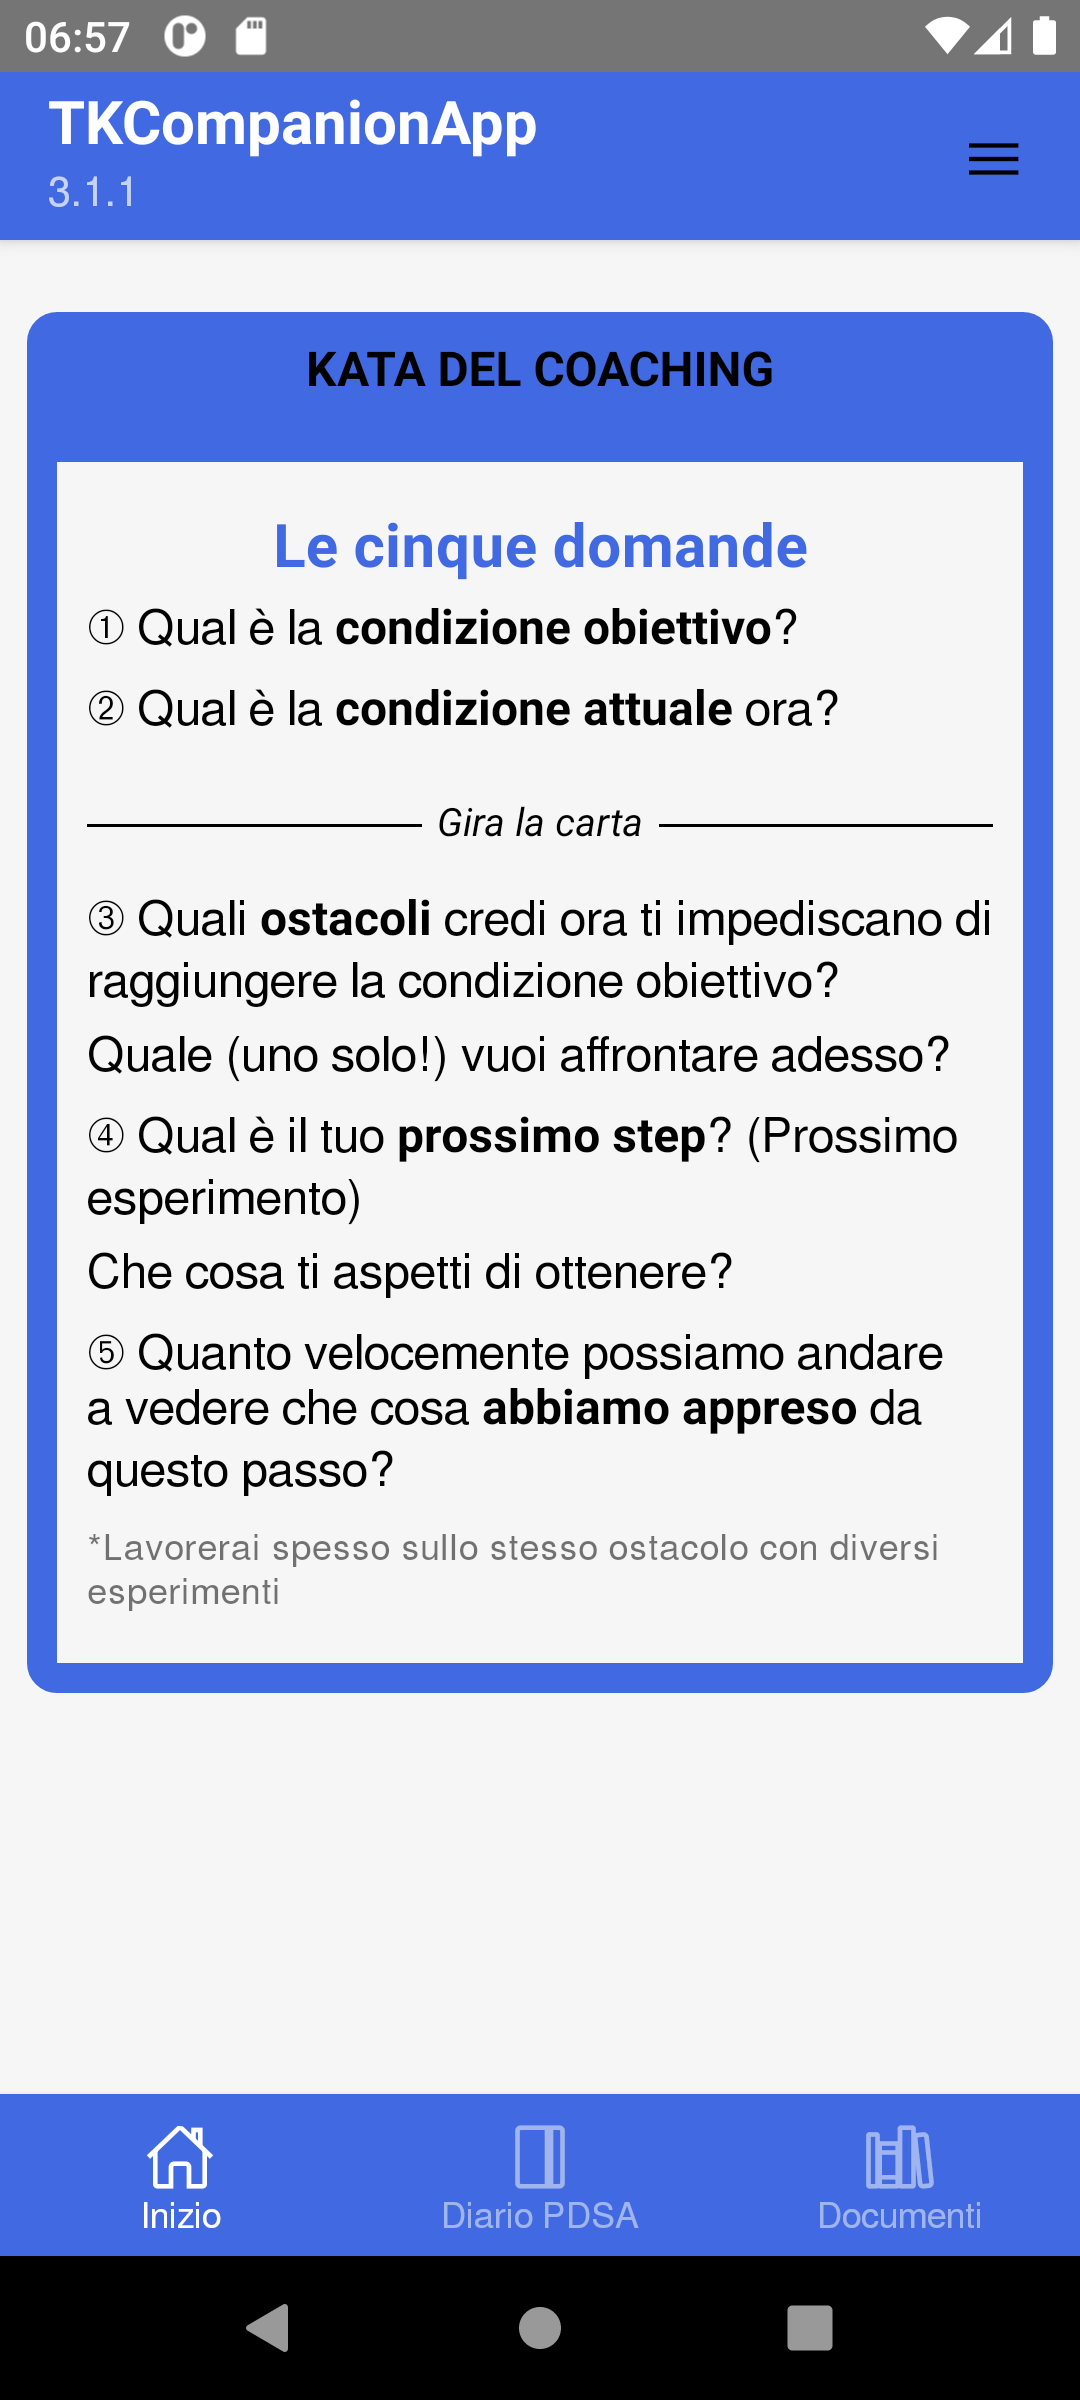 06:57
TKCompanionApp
3.1.1
KATA DEL COACHING
Le cinque domande
① Qual è la condizione obiettivo?
② Qual è la condizione attuale ora?
Gira la carta
③ Quali ostacoli credi ora ti impediscano di
raggiungere la condizione obiettivo?
Quale (uno solo!) vuoi affrontare adesso?
④ Qual è il tuo prossimo step? (Prossimo
esperimento)
Che cosa ti aspetti di ottenere?
⑤ Quanto velocemente possiamo andare
a vedere che cosa abbiamo appreso da
questo passo?
*Lavorerai spesso sullo stesso ostacolo con diversi
esperimenti
Inizio
Diario PDSA
Documenti